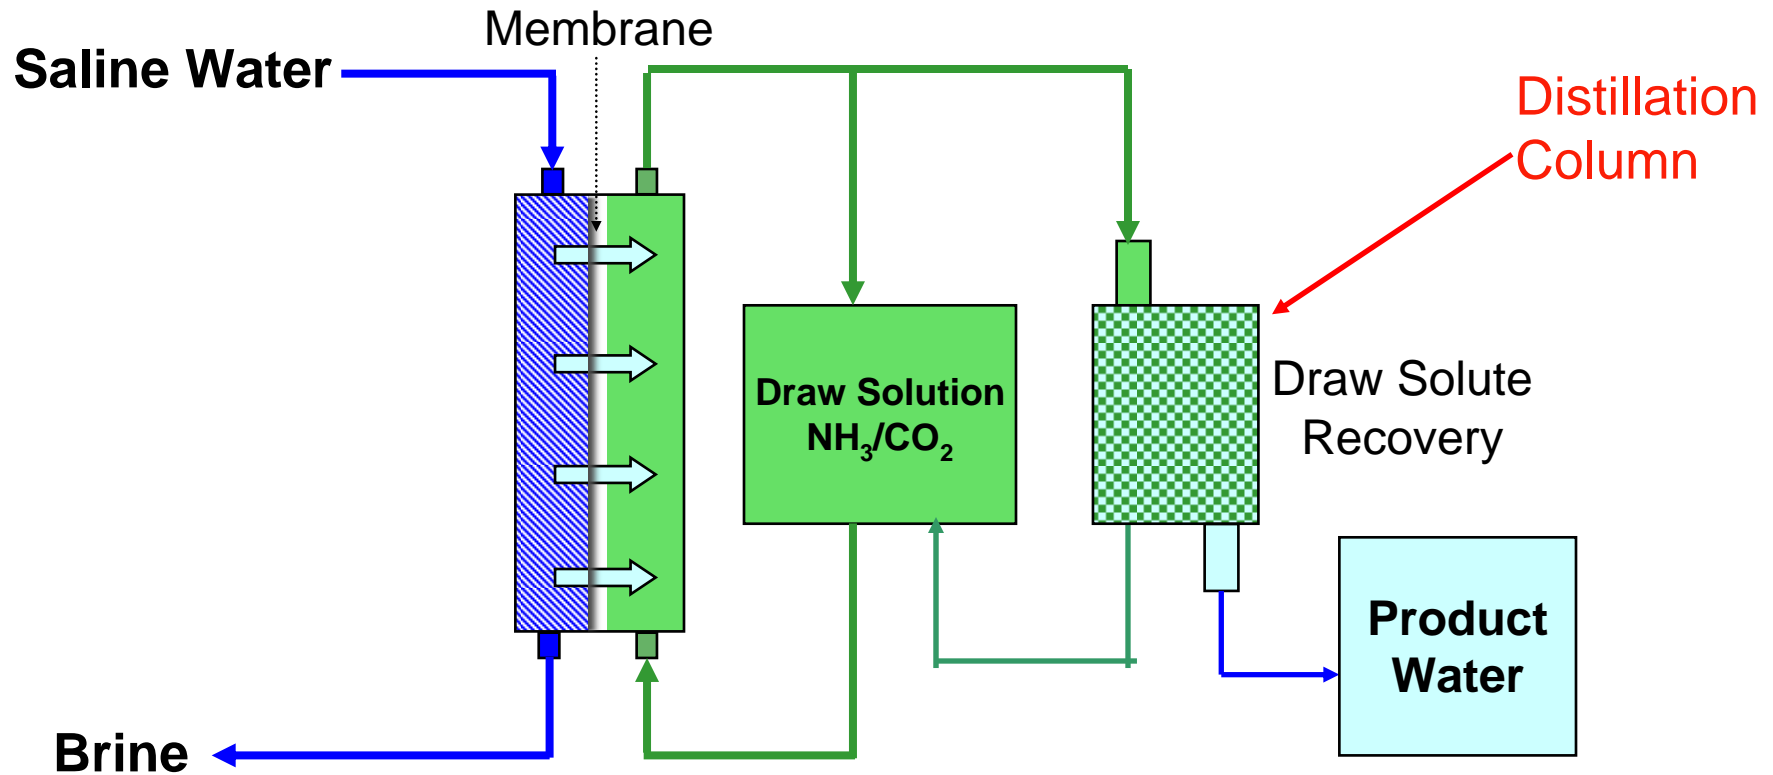 Membrane
Saline Water
Distillation
Column
Draw Solution
NH₃/CO₂
Draw Solute
Recovery
Product
Water
Brine